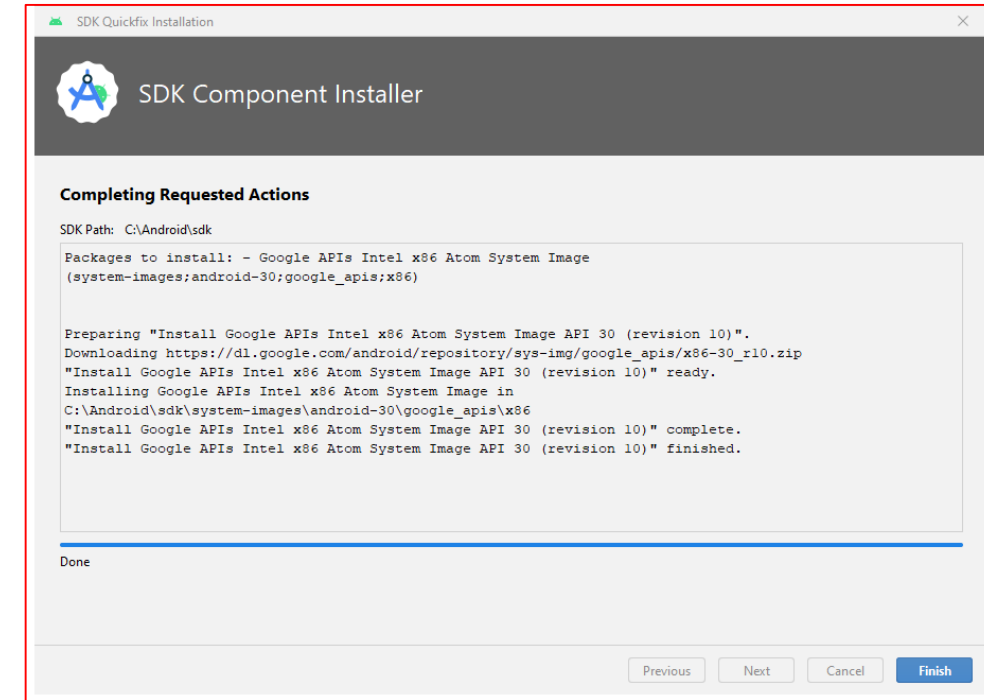 SDK Quickfix Installation
SDK Component Installer
Completing Requested Actions
SDK Path: C:\Android\sdk
Packages to install: - Google APIs Intel x86 Atom System Image
(system-images;android-30;google_apis;x86)
Preparing "Install Google APIs Intel x86 Atom System Image API 30 (revision 10)".
Downloading https://dl.google.com/android/repository/sys-img/google_apis/x86-30_r10.zip
"Install Google APIs Intel x86 Atom System Image API 30 (revision 10)" ready.
Installing Google APIs Intel x86 Atom System Image in
C:\Android\sdk\system-images\android-30\google_apis\x86
"Install Google APIs Intel x86 Atom System Image API 30 (revision 10)" complete.
"Install Google APIs Intel x86 Atom System Image API 30 (revision 10)" finished.
Done
Previous Next Cancel Finish